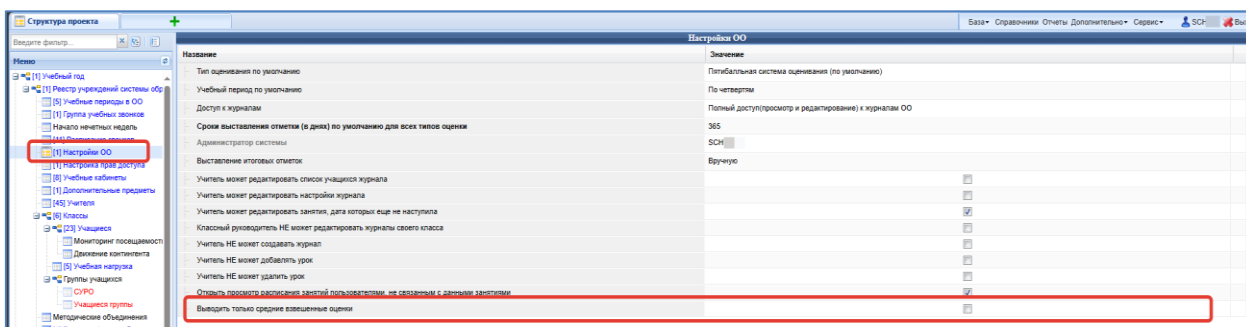 Структура проекта
База Справочники Отчеты Дополнительно Сервис SCH Вы
Введите фильтр...
Настройки ОО
Меню
Название Значение
[1] Учебный год
[1] Реестр учреждений системы обр
[5] Учебные периоды в ОО
[1] Группа учебных звонков
Начало нечетных недель
[11] Расписание звонков
[1] Настройки ОО
[1] Настройка прав доступа
[6] Учебные кабинеты
[1] Дополнительные предметы
[45] Учителя
[6] Классы
[23] Учащиеся
Мониторинг посещаемост
Движение контингента
[5] Учебная нагрузка
Группы учащихся
СУРО
Учащиеся группы
Методические объединения
Тип оценивания по умолчанию Пятибалльная система оценивания (по умолчанию)
Учебный период по умолчанию По четвертям
Доступ к журналам Полный доступ(просмотр и редактирование) к журналам ОО
Сроки выставления отметки (в днях) по умолчанию для всех типов оценки 365
Администратор системы SCH
Выставление итоговых отметок Вручную
Учитель может редактировать список учащихся журнала
Учитель может редактировать настройки журнала
Учитель может редактировать занятия, дата которых еще не наступила
Классный руководитель НЕ может редактировать журналы своего класса
Учитель НЕ может создавать журнал
Учитель НЕ может добавлять урок
Учитель НЕ может удалить урок
Открыть просмотр расписания занятий пользователями, не связанным с данными занятиями
Выводить только средние взвешенные оценки